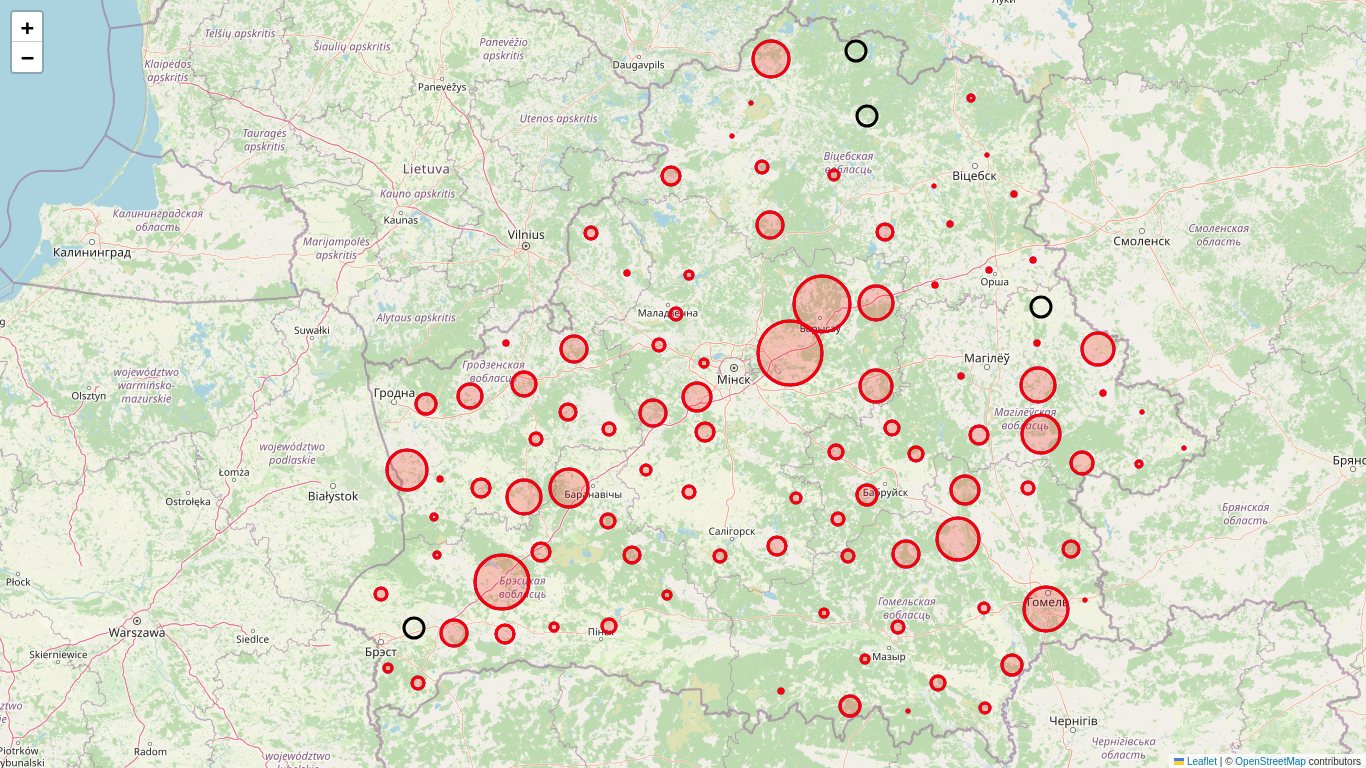 +
−
Луки
Telšių apskritis
Šiaulių apskritis
Panevėžio
apskritis
Klaipėdos
apskritis
Daugavpils
Panevėžys
Utenos apskritis
Tauragės
apskritis
Lietuva
Kauno apskritis
Віцебская
вобласць
Віцебск
Калининградская
область
Kaunas
Marijampolės
apskritis
Vilnius
Калининград
Смоленск
Смоленская
область
Орша
Alytaus apskritis
Маладзечна
Барысаў
Suwałki
Гродзенская
вобласць
Мінск
Магілёў
województwo
warmińsko-
mazurskie
Olsztyn
Гродна
Магілёўская
вобласць
województwo
podlaskie
Łomża
Białystok
Ostrołęka
Баранавічы
Бабруйск
Брянс
Брянская
область
Салігорск
Płock
Брэсцкая
вобласць
Гомельская
вобласць
Гомель
Warszawa
Siedlce
Skierniewice
Брэст
Пінск
Мазыр
Чернігів
Чернігівська
область
Piotrków
Trybunalski
Radom
województwo
Leaflet | © OpenStreetMap contributors